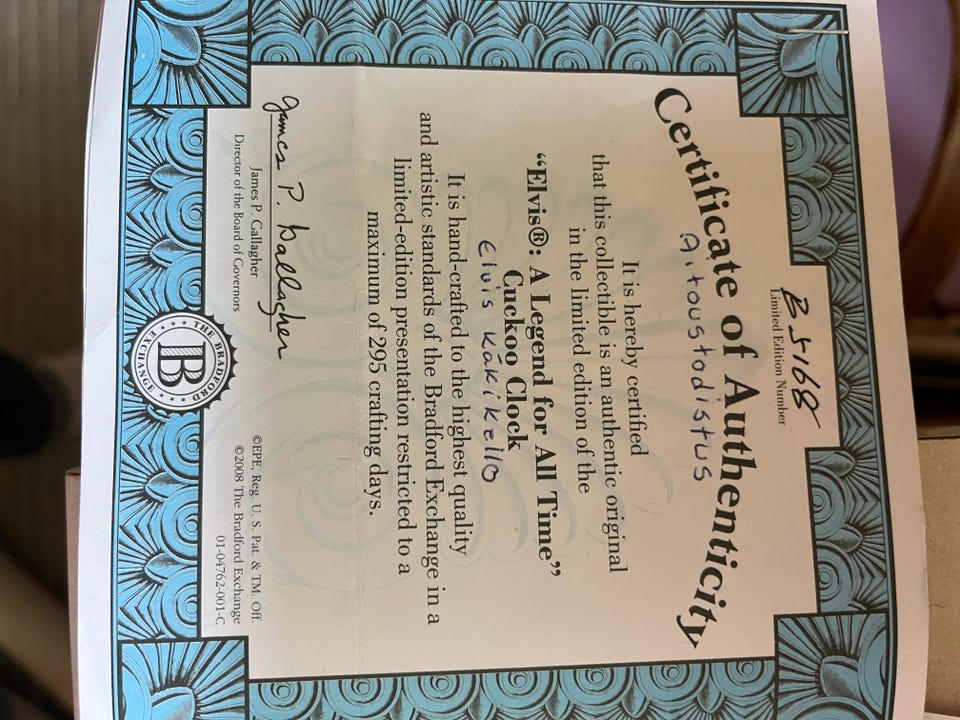 B5168
Limited Edition Number
Certificate of Authenticity
Aitoustodistus
It is hereby certified
that this collectible is an authentic original
in the limited edition of the
“Elvis®: A Legend for All Time”
Cuckoo Clock
Elvis Käkikello
It is hand-crafted to the highest quality
and artistic standards of the Bradford Exchange in a
limited-edition presentation restricted to a
maximum of 295 crafting days.
James P. Gallagher
James P. Gallagher
Director of the Board of Governors
THE BRADFORD
B
EXCHANGE
©EPE, Reg. U. S. Pat. & TM. Off.
©2008 The Bradford Exchange
01-04762-001-C